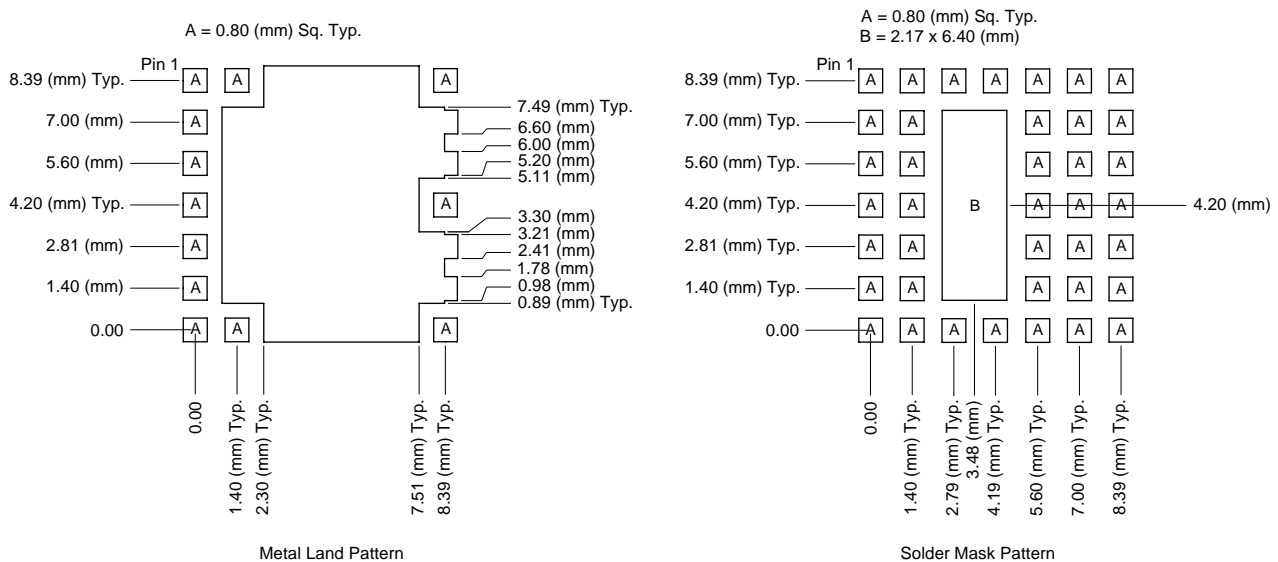 A = 0.80 (mm) Sq. Typ.
Pin 1
8.39 (mm) Typ.
A A A
7.00 (mm)
A
5.60 (mm)
A
4.20 (mm) Typ.
A A
2.81 (mm)
A
1.40 (mm)
A
0.00
A A A
7.49 (mm) Typ.
6.60 (mm)
6.00 (mm)
5.20 (mm)
5.11 (mm)
3.30 (mm)
3.21 (mm)
2.41 (mm)
1.78 (mm)
0.98 (mm)
0.89 (mm) Typ.
0.00
1.40 (mm) Typ.
2.30 (mm) Typ.
7.51 (mm) Typ.
8.39 (mm) Typ.
Metal Land Pattern
A = 0.80 (mm) Sq. Typ.
B = 2.17 x 6.40 (mm)
Pin 1
8.39 (mm) Typ.
A A A A A A A
7.00 (mm) Typ.
A A A A A
5.60 (mm) Typ.
A A A A A
4.20 (mm) Typ.
A A B A A A
4.20 (mm)
2.81 (mm) Typ.
A A A A A
1.40 (mm) Typ.
A A A A A
0.00
A A A A A A A
0.00
1.40 (mm) Typ.
2.79 (mm) Typ.
3.48 (mm)
4.19 (mm) Typ.
5.60 (mm) Typ.
7.00 (mm) Typ.
8.39 (mm) Typ.
Solder Mask Pattern